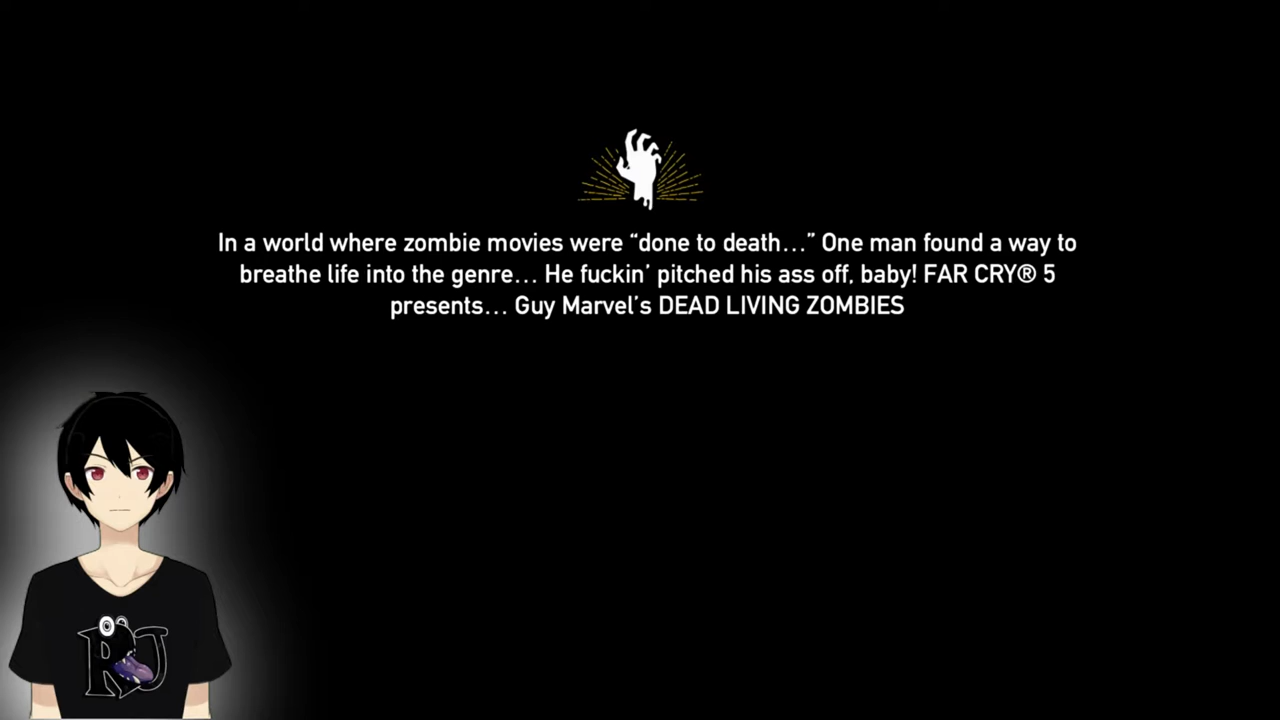 In a world where zombie movies were “done to death…” One man found a way to
breathe life into the genre… He fuckin’ pitched his ass off, baby! FAR CRY® 5
presents… Guy Marvel’s DEAD LIVING ZOMBIES
RJ